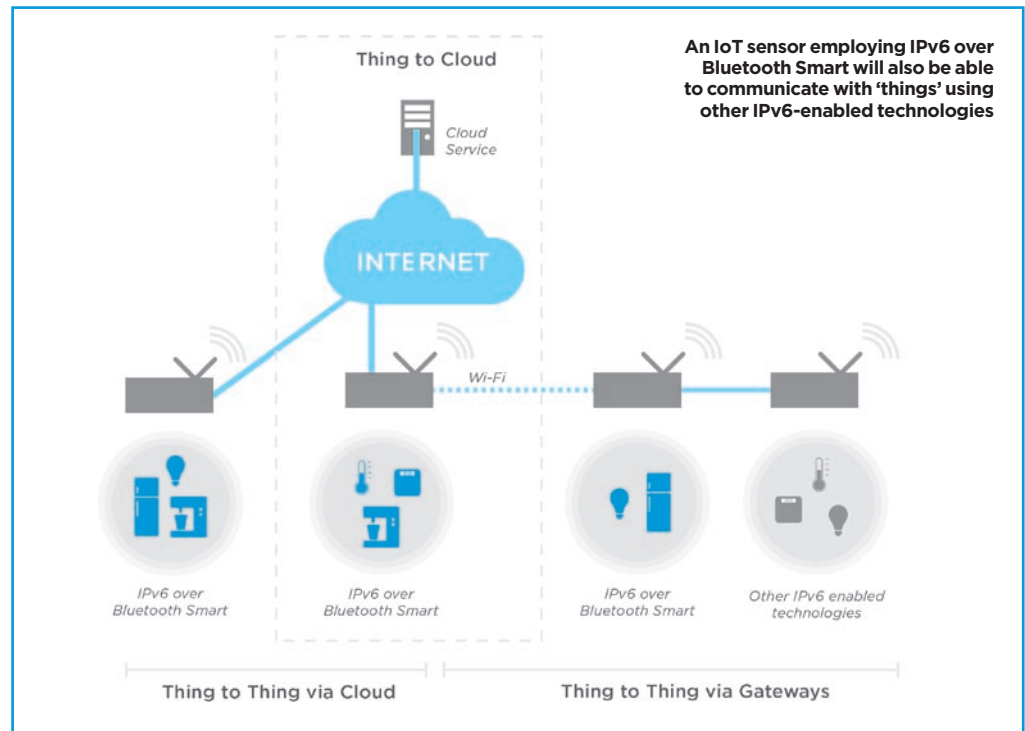 An IoT sensor employing IPv6 over
Bluetooth Smart will also be able
to communicate with ‘things’ using
other IPv6-enabled technologies
Thing to Cloud
Cloud
Service
INTERNET
Wi-Fi
IPv6 over
Bluetooth Smart
IPv6 over
Bluetooth Smart
IPv6 over
Bluetooth Smart
Other IPv6 enabled
technologies
Thing to Thing via Cloud
Thing to Thing via Gateways